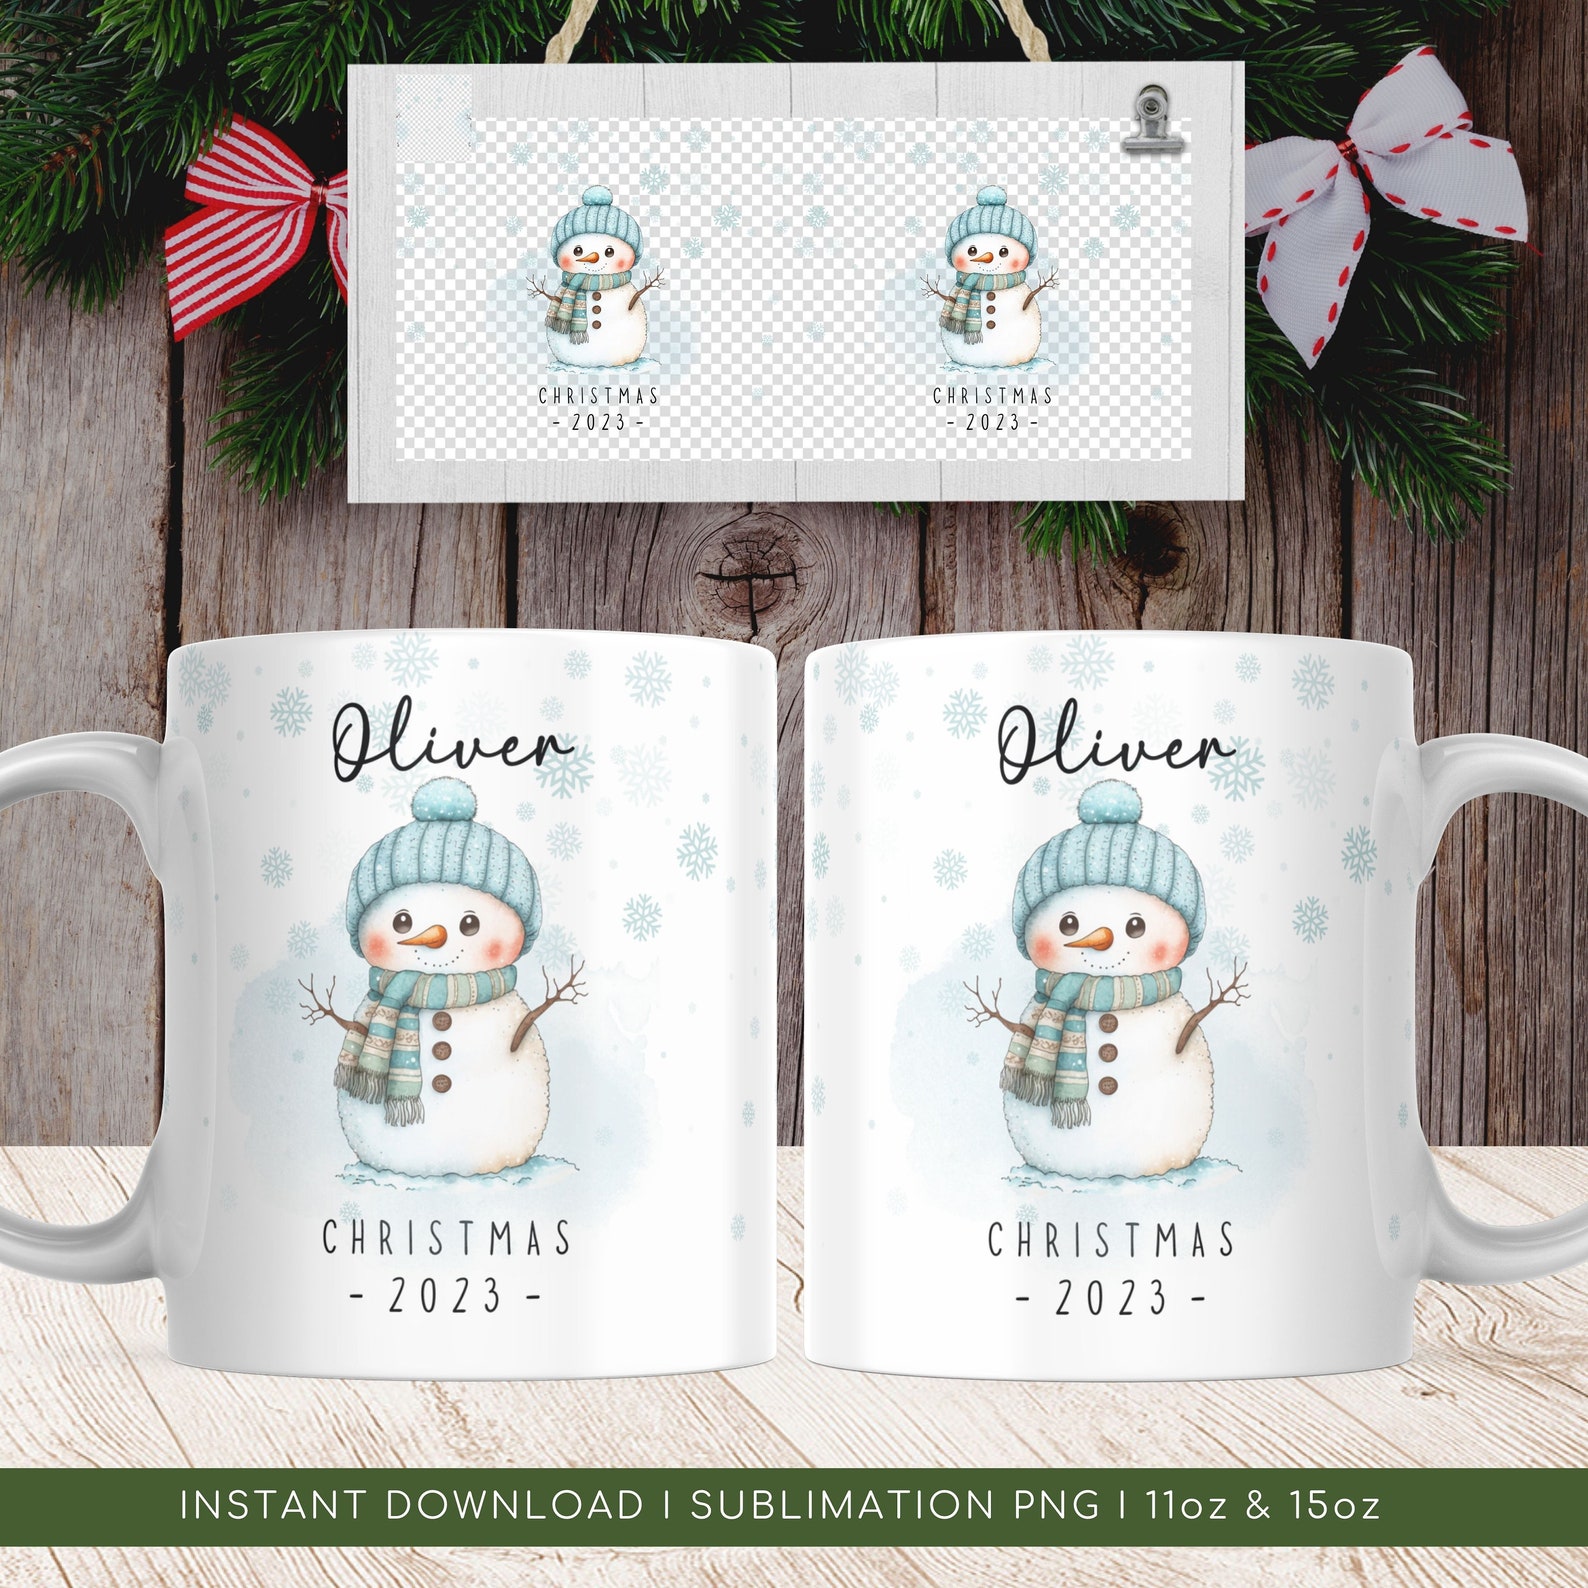 CHRISTMAS
- 2023 -
CHRISTMAS
- 2023 -
Oliver
CHRISTMAS
- 2023 -
Oliver
CHRISTMAS
- 2023 -
INSTANT DOWNLOAD I SUBLIMATION PNG I 11oz & 15oz